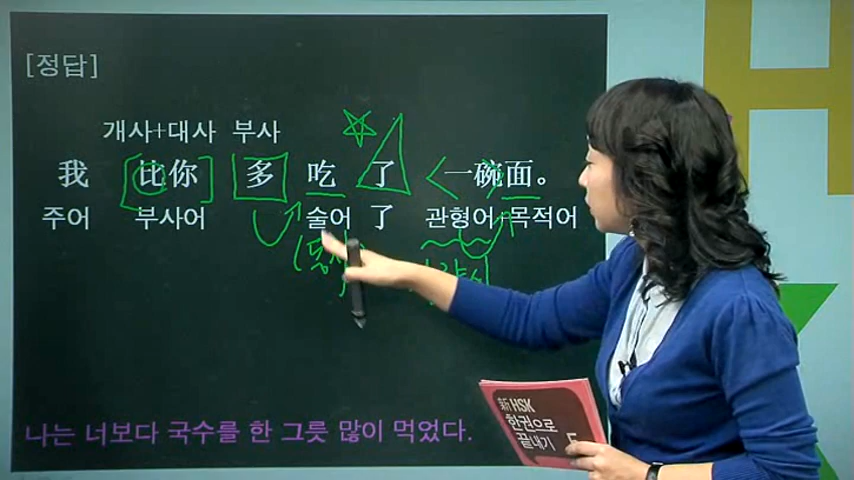 [정답]
개사+대사 부사
我 比你 多 吃 了 一碗面。
주어 부사어 술어 了 관형어+목적어
(동사)
나는 너보다 국수를 한 그릇 많이 먹었다.
新HSK
한권으로
끝내기
H